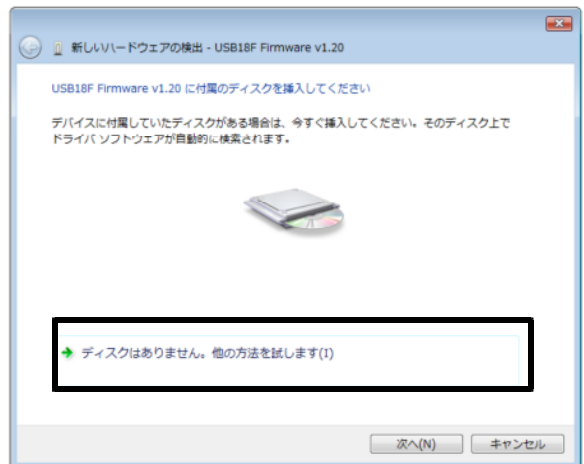 新しいハードウェアの検出 - USB18F Firmware v1.20
USB18F Firmware v1.20 に付属のディスクを挿入してください
デバイスに付属していたディスクがある場合は、今すぐ挿入してください。そのディスク上で
ドライバ ソフトウェアが自動的に検索されます。
ディスクはありません。他の方法を試します(I)
次へ(N) キャンセル